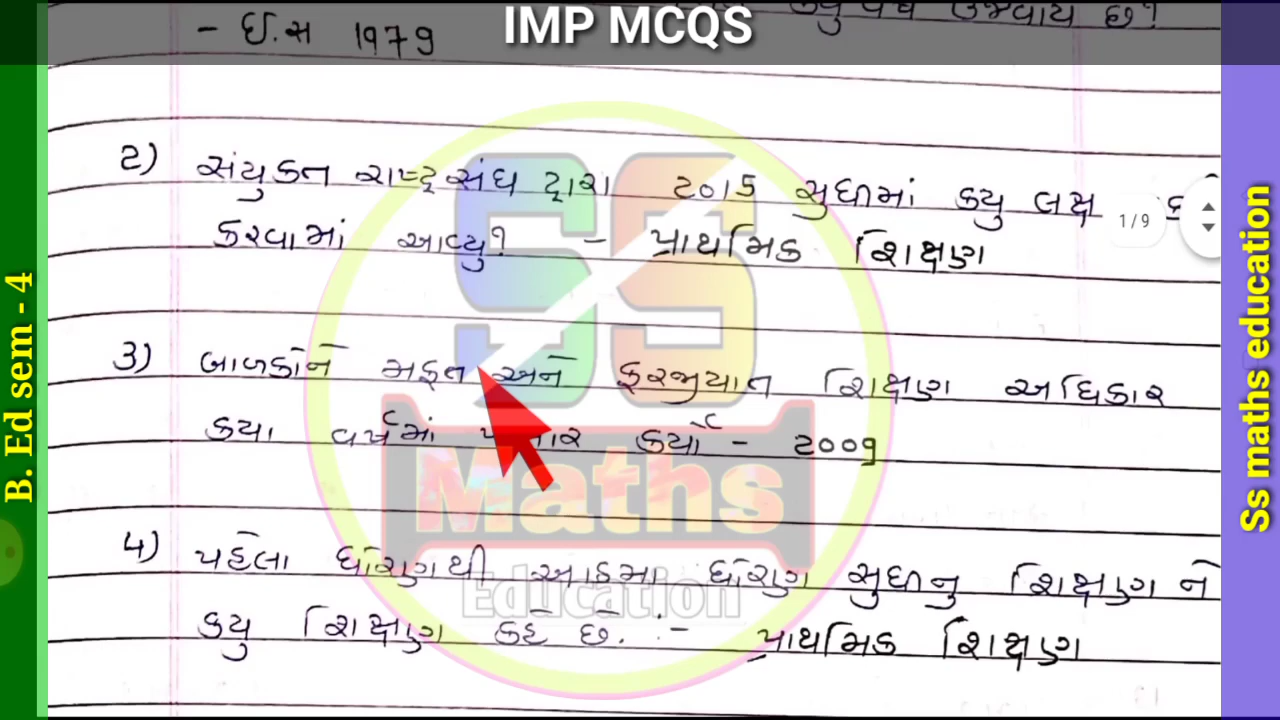 IMP MCQS
- ઈ.સ 1979
2) સંયુકત રાષ્ટ્રસંઘ દ્વારા 2015 સુધીમાં કયુ લક્ષ
કરવામાં આવ્યુ? - પ્રાથમિક શિક્ષણ
1/9
3) બાળકોને મફત અને ફરજીયાત શિક્ષણ અધિકાર
કયા વર્ષમાં કર્યો - 2009
4) પહેલા ધોરણથી આઠમા ધોરણ સુધીનુ શિક્ષણ ને
કયુ શિક્ષણ કહે છે. :- પ્રાથમિક શિક્ષણ
SS
Maths
Education
B. Ed sem - 4
Ss maths education